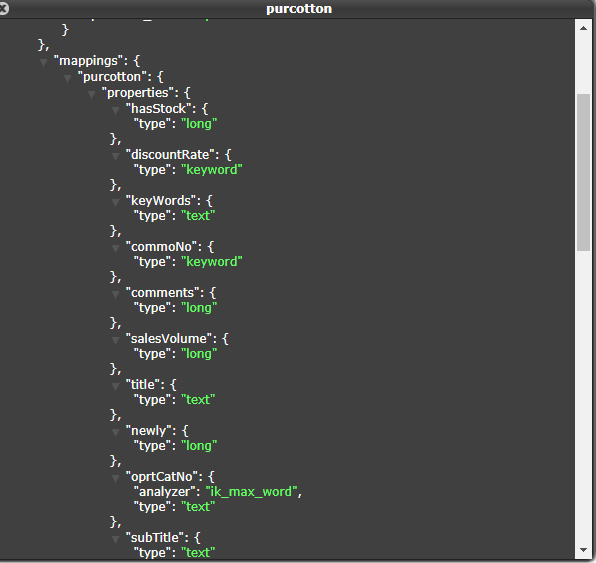 purcotton
}
},
"mappings": {
"purcotton": {
"properties": {
"hasStock": {
"type": "long"
},
"discountRate": {
"type": "keyword"
},
"keyWords": {
"type": "text"
},
"commoNo": {
"type": "keyword"
},
"comments": {
"type": "long"
},
"salesVolume": {
"type": "long"
},
"title": {
"type": "text"
},
"newly": {
"type": "long"
},
"oprtCatNo": {
"analyzer": "ik_max_word",
"type": "text"
},
"subTitle": {
"type": "text"